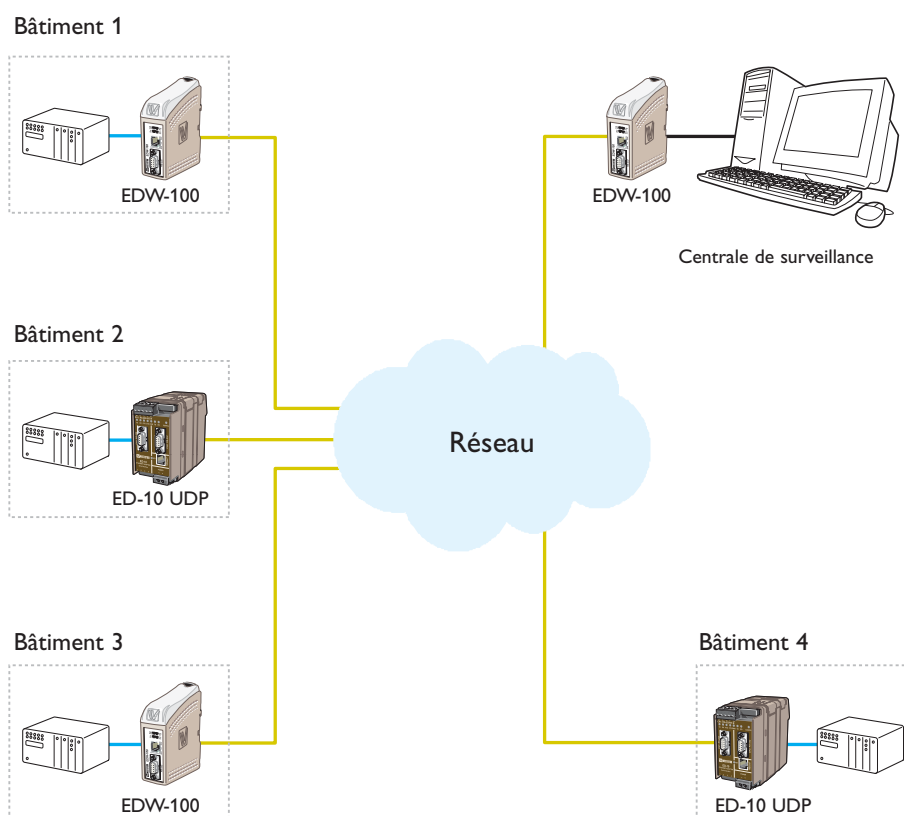 Bâtiment 1
EDW-100
EDW-100
Centrale de surveillance
Bâtiment 2
ED-10 UDP
Réseau
Bâtiment 3
EDW-100
Bâtiment 4
ED-10 UDP